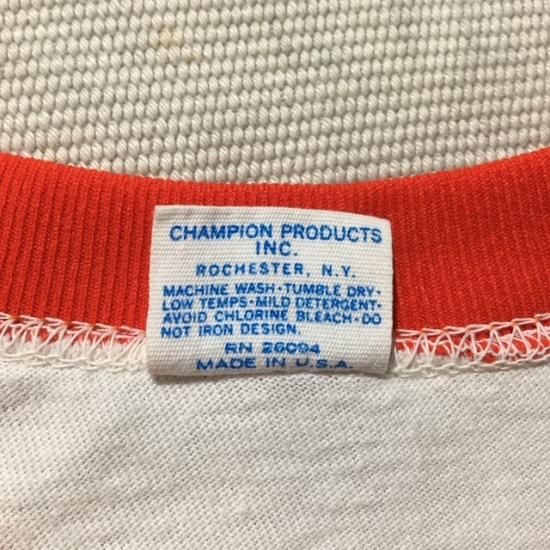 CHAMPION PRODUCTS
INC.
ROCHESTER, N.Y.
MACHINE WASH·TUMBLE DRY·
LOW TEMPS·MILD DETERGENT·
AVOID CHLORINE BLEACH·DO
NOT IRON DESIGN.
RN 26094
MADE IN U.S.A.